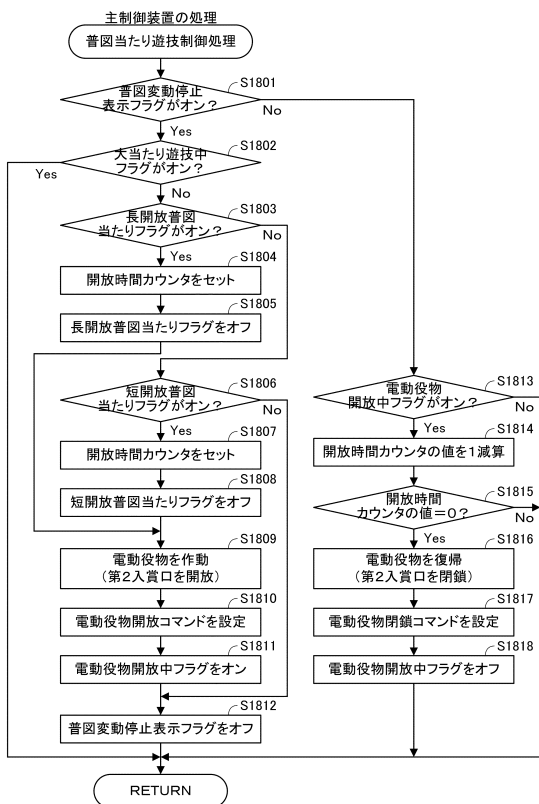 主制御装置の処理
普図当たり遊技制御処理
S1801
普図変動停止
表示フラグがオン？
No
Yes
S1802
大当たり遊技中
フラグがオン？
Yes
No
S1803
長開放普図
当たりフラグがオン？
No
Yes
S1804
開放時間カウンタをセット
S1805
長開放普図当たりフラグをオフ
S1806
短開放普図
当たりフラグがオン？
No
Yes
S1807
開放時間カウンタをセット
S1808
短開放普図当たりフラグをオフ
S1809
電動役物を作動
（第２入賞口を開放）
S1810
電動役物開放コマンドを設定
S1811
電動役物開放中フラグをオン
S1812
普図変動停止表示フラグをオフ
S1813
電動役物
開放中フラグがオン？
No
Yes
S1814
開放時間カウンタの値を１減算
S1815
開放時間
カウンタの値＝０？
No
Yes
S1816
電動役物を復帰
（第２入賞口を閉鎖）
S1817
電動役物閉鎖コマンドを設定
S1818
電動役物開放中フラグをオフ
RETURN